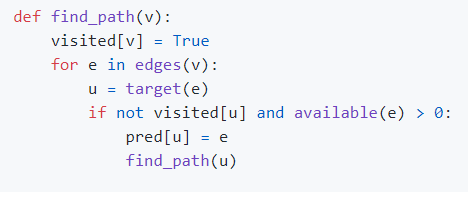 def find_path(v):
    visited[v] = True
    for e in edges(v):
        u = target(e)
        if not visited[u] and available(e) > 0:
            pred[u] = e
            find_path(u)